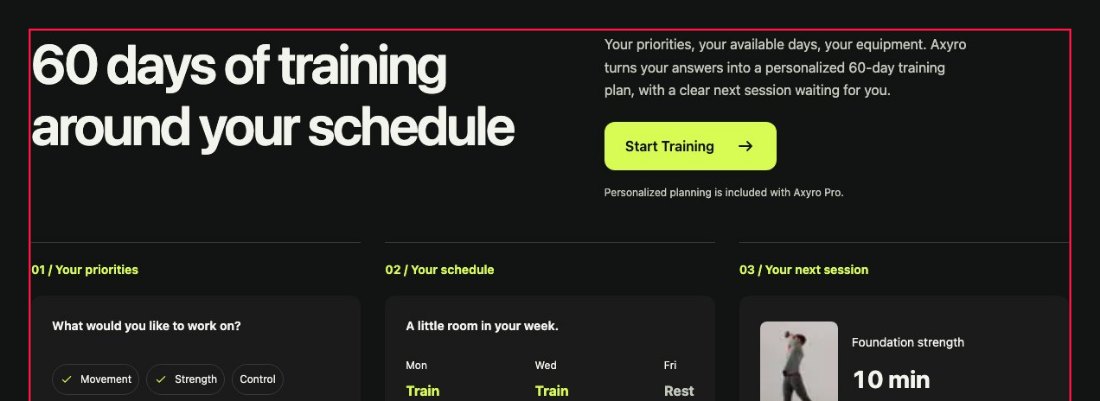 60 days of training
around your schedule
Your priorities, your available days, your equipment. Axyro
turns your answers into a personalized 60-day training
plan, with a clear next session waiting for you.
Start Training →
Personalized planning is included with Axyro Pro.
01 / Your priorities
What would you like to work on?
Movement
Strength
Control
02 / Your schedule
A little room in your week.
Mon
Train
Wed
Train
Fri
Rest
03 / Your next session
Foundation strength
10 min